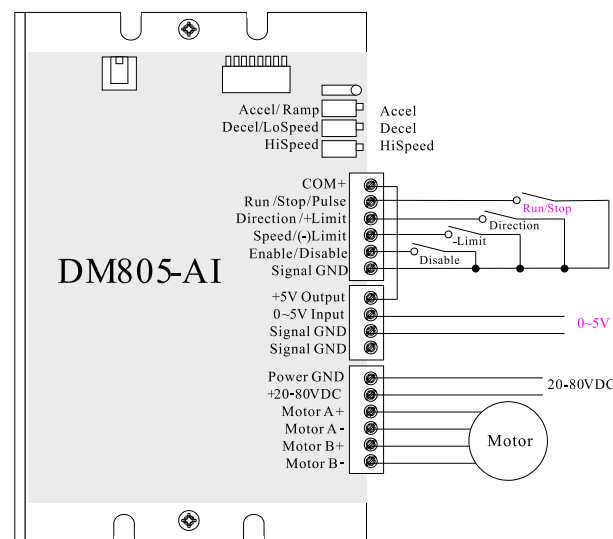 Accel/Ramp Accel
Decel/LoSpeed Decel
HiSpeed HiSpeed
COM+
Run/Stop/Pulse Run/Stop
Direction/+Limit Direction
Speed/(-)Limit -Limit
Enable/Disable Disable
Signal GND
DM805-AI
+5V Output
0~5V Input
Signal GND 0~5V
Signal GND
Power GND
+20-80VDC 20-80VDC
Motor A+
Motor A-
Motor B+ Motor
Motor B-